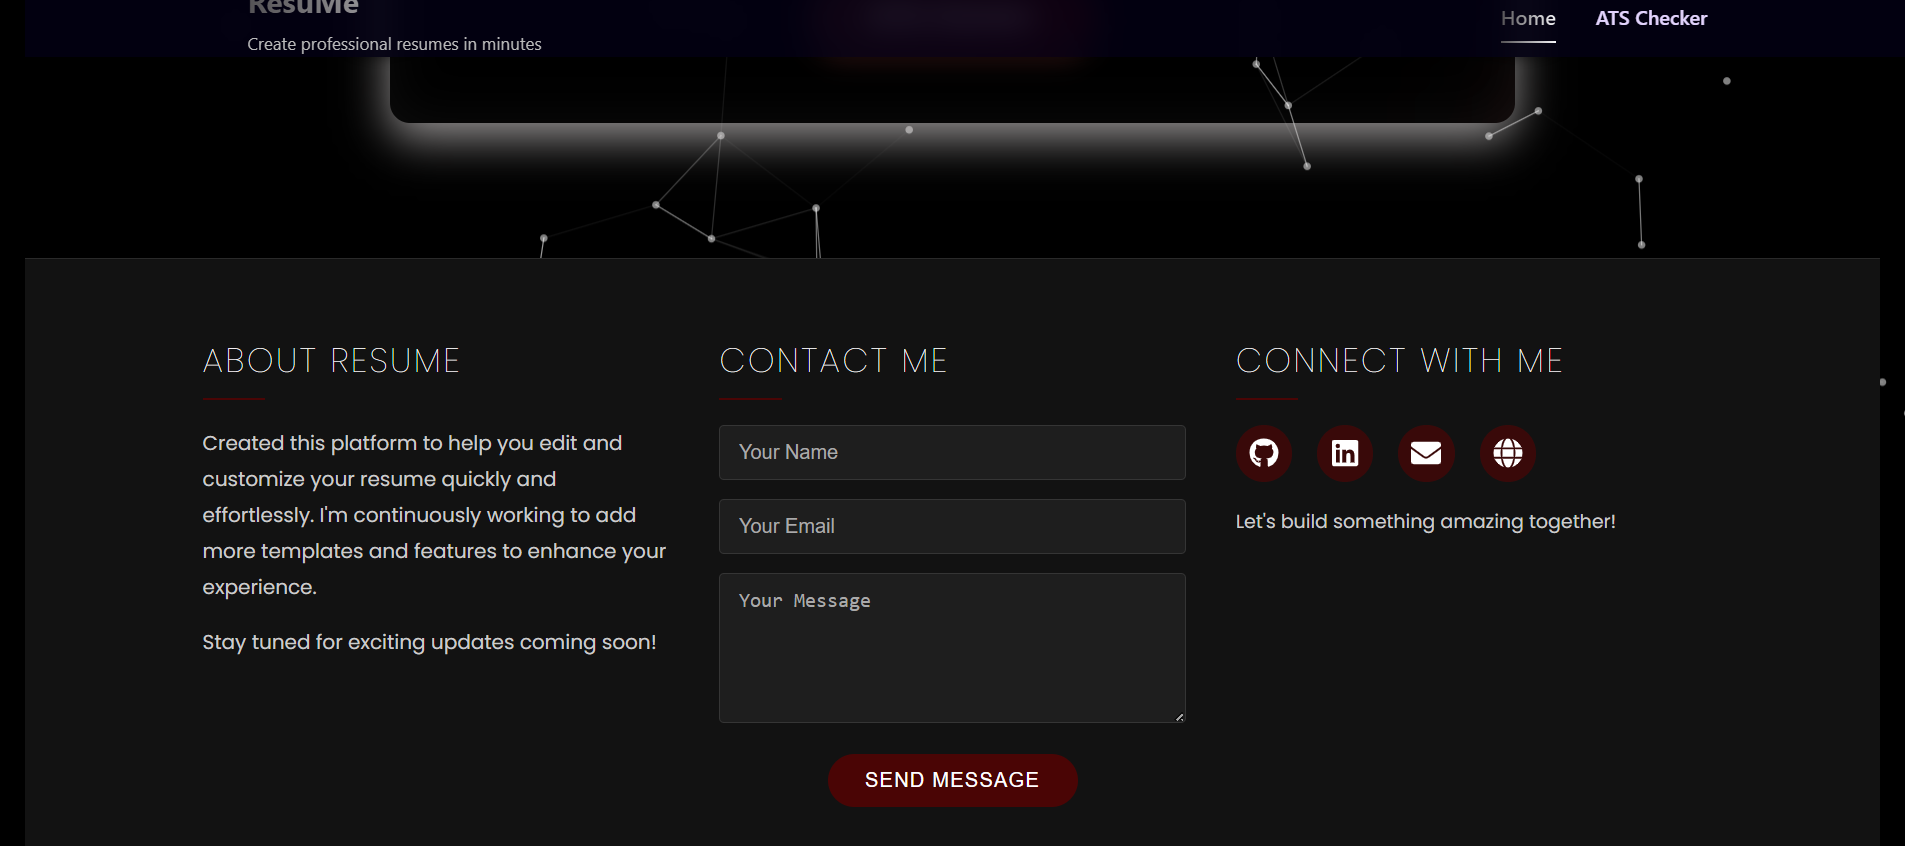 ResuMe
Create professional resumes in minutes
Home
ATS Checker
ABOUT RESUME
Created this platform to help you edit and
customize your resume quickly and
effortlessly. I'm continuously working to add
more templates and features to enhance your
experience.
Stay tuned for exciting updates coming soon!
CONTACT ME
Your Name
Your Email
Your Message
SEND MESSAGE
CONNECT WITH ME
in
Let's build something amazing together!